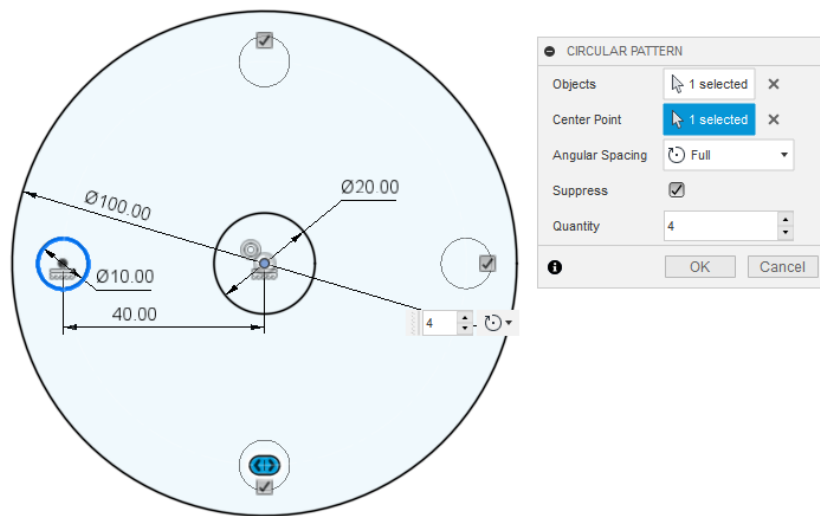 CIRCULAR PATTERN
Objects 1 selected
Center Point 1 selected
Angular Spacing Full
Suppress
Quantity 4
OK Cancel
Ø100.00
Ø20.00
Ø10.00
40.00
4